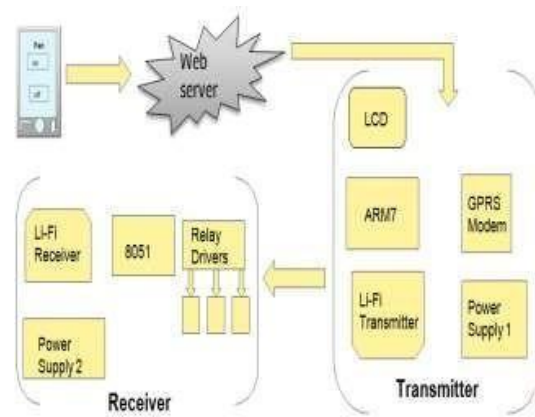 Web
server
LCD
ARM7
GPRS
Modem
Li-Fi
Transmitter
Power
Supply 1
Transmitter
Li-Fi
Receiver
8051
Relay
Drivers
Power
Supply 2
Receiver